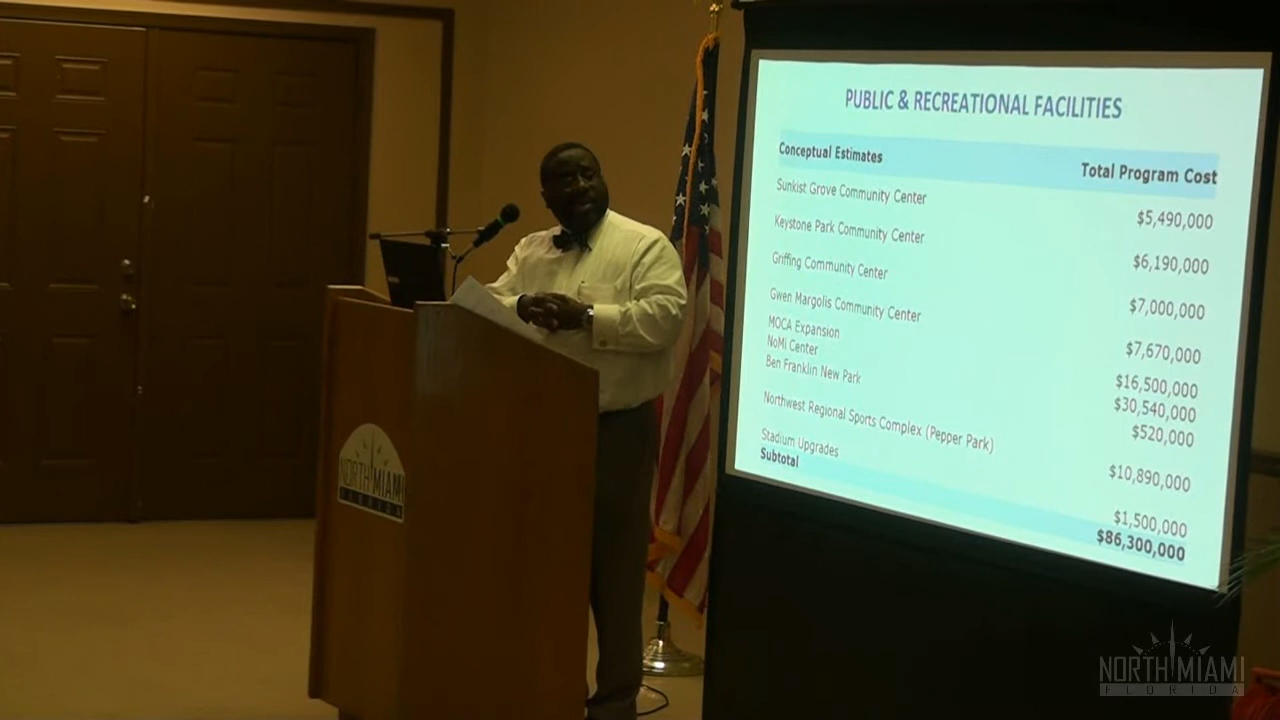 PUBLIC & RECREATIONAL FACILITIES
Conceptual Estimates Total Program Cost
Sunkist Grove Community Center $5,490,000
Keystone Park Community Center $6,190,000
Griffing Community Center $7,000,000
Gwen Margolis Community Center $7,670,000
MOCA Expansion $16,500,000
NoMi Center $30,540,000
Ben Franklin New Park $520,000
Northwest Regional Sports Complex (Pepper Park) $10,890,000
Stadium Upgrades $1,500,000
Subtotal $86,300,000
NORTH MIAMI
FLORIDA
NORTH MIAMI
FLORIDA